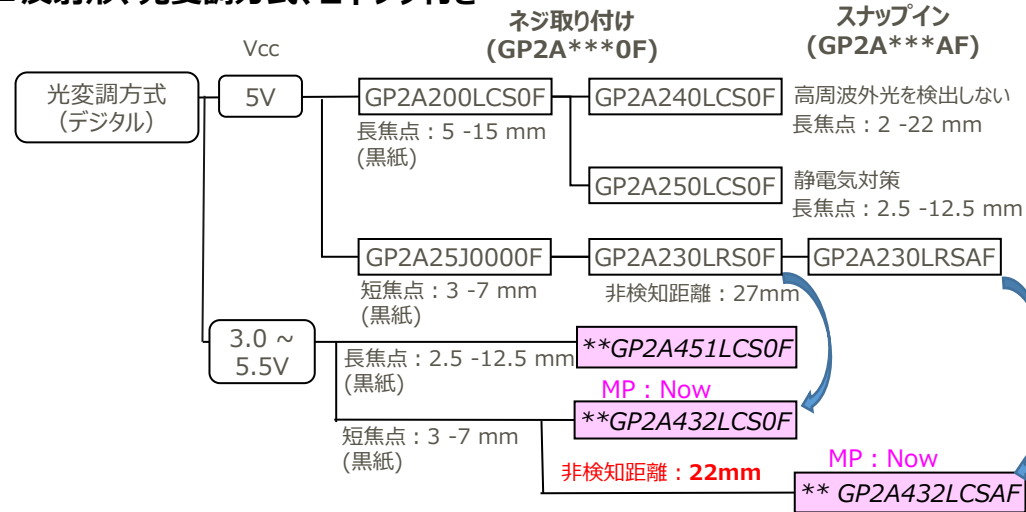 ネジ取り付け
(GP2A***0F)
スナップイン
(GP2A***AF)
Vcc
光変調方式
（デジタル）
5V
GP2A200LCS0F
長焦点：5 -15 mm
(黒紙)
GP2A240LCS0F
高周波外光を検出しない
長焦点：2 -22 mm
GP2A250LCS0F
静電気対策
長焦点：2.5 -12.5 mm
GP2A25J0000F
短焦点：3 -7 mm
(黒紙)
GP2A230LRS0F
非検知距離：27mm
GP2A230LRSAF
3.0 ~
5.5V
長焦点：2.5 -12.5 mm
(黒紙)
**GP2A451LCS0F
MP：Now
**GP2A432LCS0F
短焦点：3 -7 mm
(黒紙)
非検知距離：22mm
MP：Now
** GP2A432LCSAF